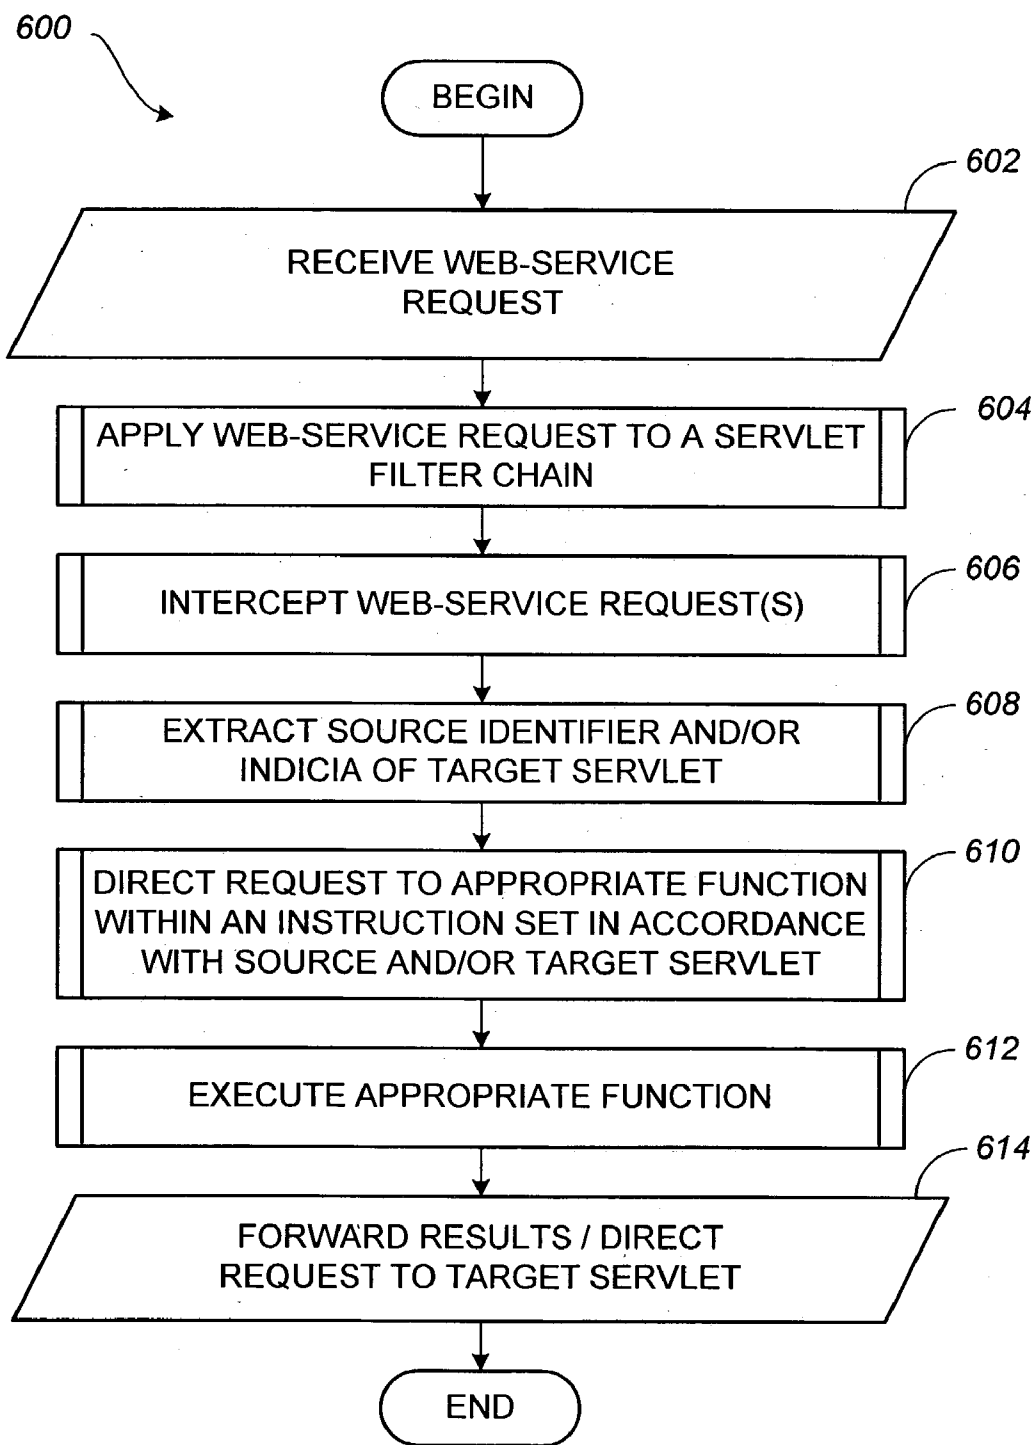 600
BEGIN
602
RECEIVE WEB-SERVICE
REQUEST
604
APPLY WEB-SERVICE REQUEST TO A SERVLET
FILTER CHAIN
606
INTERCEPT WEB-SERVICE REQUEST(S)
608
EXTRACT SOURCE IDENTIFIER AND/OR
INDICIA OF TARGET SERVLET
610
DIRECT REQUEST TO APPROPRIATE FUNCTION
WITHIN AN INSTRUCTION SET IN ACCORDANCE
WITH SOURCE AND/OR TARGET SERVLET
612
EXECUTE APPROPRIATE FUNCTION
614
FORWARD RESULTS / DIRECT
REQUEST TO TARGET SERVLET
END